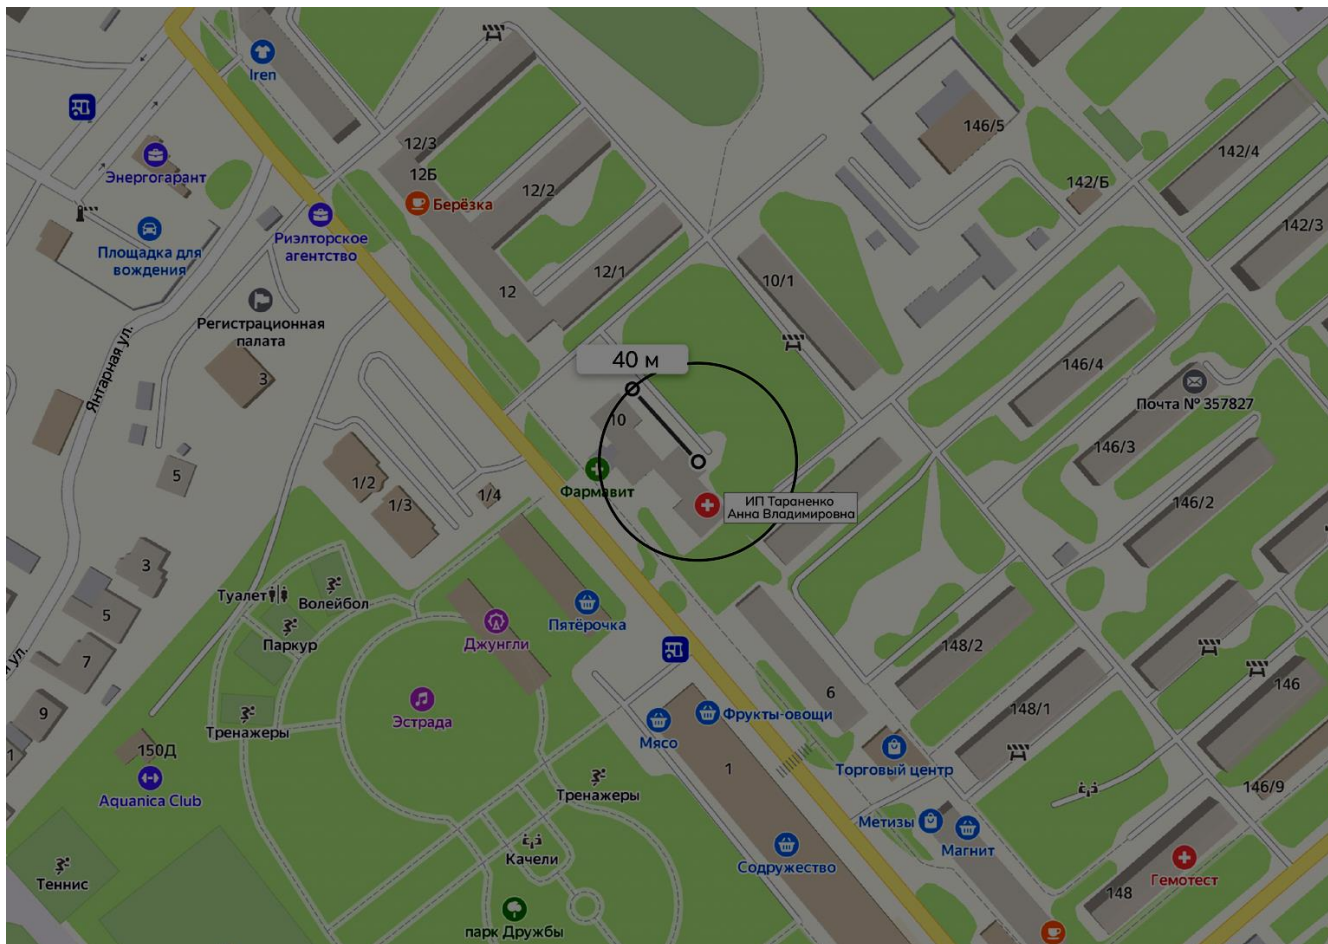 Iren
12/3
146/5
142/4
Энергогарант
12Б
12/2
142/Б
Берёзка
Риэлторское
агентство
142/3
Площадка для
вождения
12/1
10/1
12
Регистрационная
палата
Янтарная ул.
40 м
146/4
3
Почта № 357827
10
146/3
5
1/2
Фармавит
1/4
ИП Тараненко
Анна Владимировна
146/2
1/3
3
Туалет
Волейбол
5
Пятёрочка
Паркур
Джунгли
148/2
7
ул.
6
146
9
Эстрада
Фрукты-овощи
148/1
Тренажеры
Мясо
150Д
1
1
Торговый центр
Aquanica Club
Тренажеры
146/9
Метизы
Магнит
Качели
Содружество
Теннис
Гемотест
148
парк Дружбы